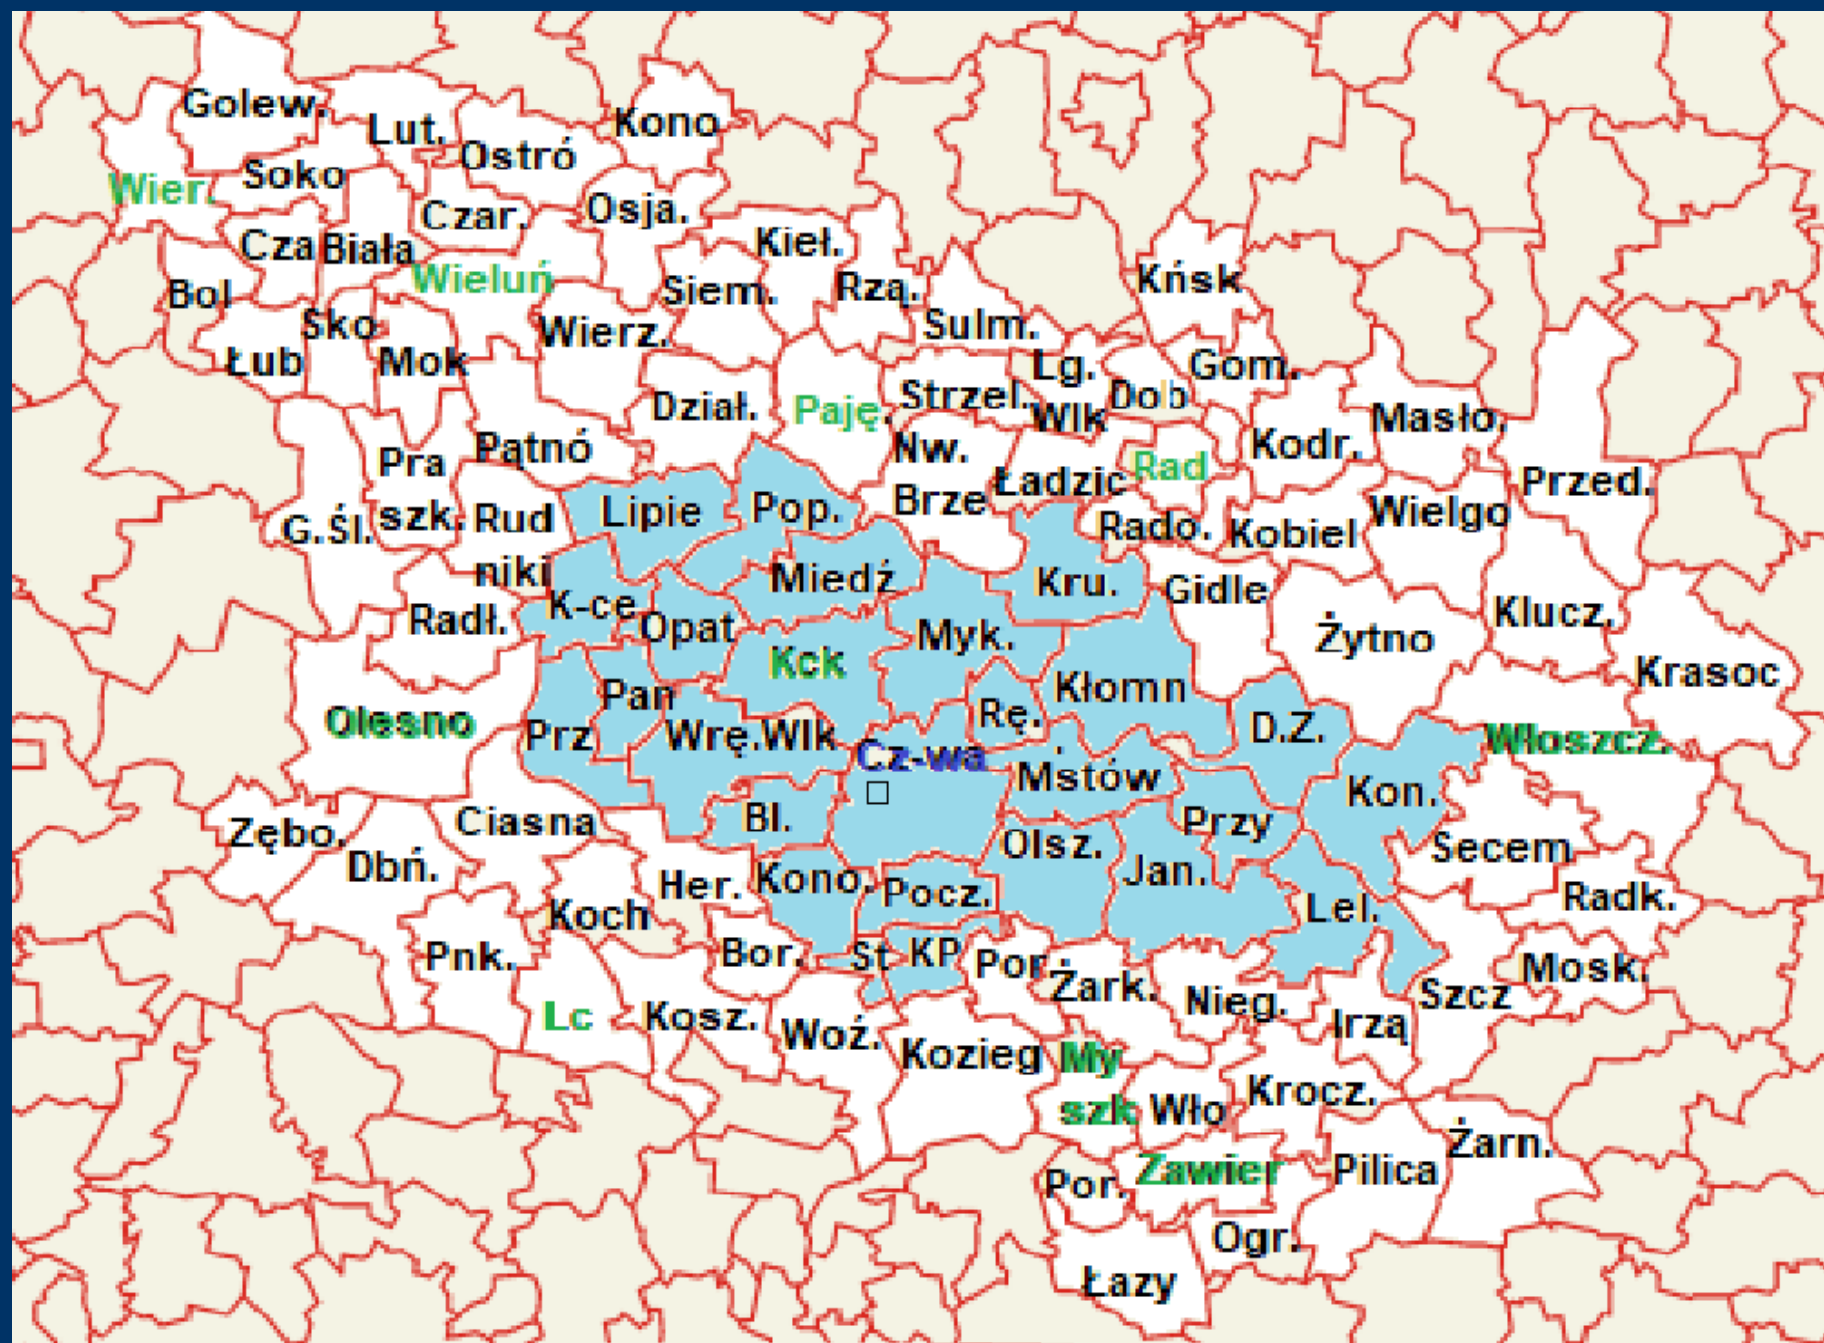 Golew.
Lut.
Kono
Ostró
Wier.
Soko
Czar.
Osja.
Cza
Biała
Kieł.
Wieluń
Bol
Siem.
Rzą.
Kńsk
Sko
Wierz.
Sulm.
Łub
Mok
Lg.
Wlk
Gom.
Dział.
Paję.
Strzel.
Dob
Masło.
Pątnó
Nw.
Brze
Kodr.
Pra
szk.
Ładzic
Rad
Przed.
G.Śl.
Rud
niki
Lipie
Pop.
Rado.
Kobiel
Wielgo
Miedź
Kru.
Gidle
K-ce
Radł.
Opat
Myk.
Żytno
Klucz.
Kck
Krasoc
Olesno
Pan
Kłomn
Prz
Wrę.Wlk
Rę.
D.Z.
Włoszcz.
Cz-wa
Mstów
Kon.
Ciasna
Bl.
Przy
Zębo.
Olsz.
Secem
Dbń.
Her.
Kono.
Pocz.
Jan.
Lel.
Radk.
Koch
Pnk.
Bor.
St
KP
Por
Żark.
Mosk.
Lc
Kosz.
Woź.
Nieg.
Irzą
Szcz
Kozieg
My
szk
Wło
Krocz.
Żarn.
Por.
Zawier
Pilica
Ogr.
Łazy